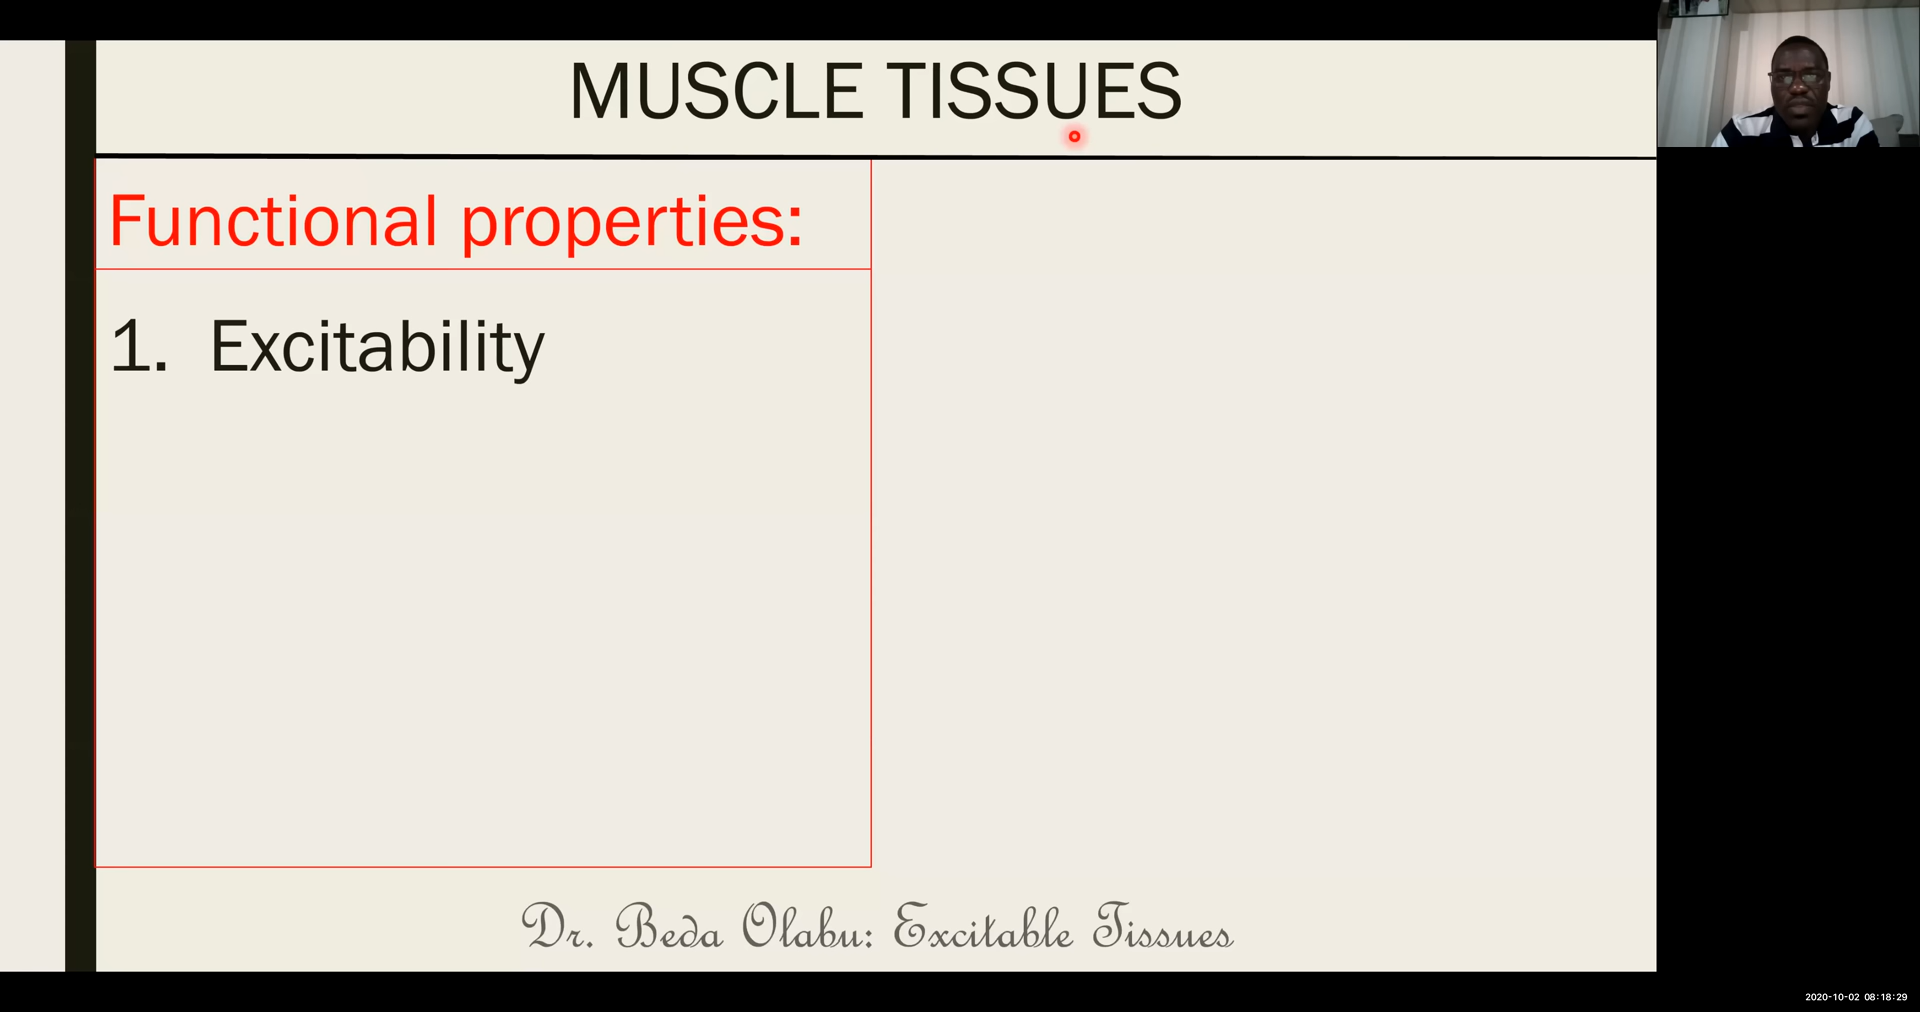 MUSCLE TISSUES
Functional properties:
1. Excitability
Dr. Beda Olabu: Excitable Tissues
2020-10-02 08:18:29